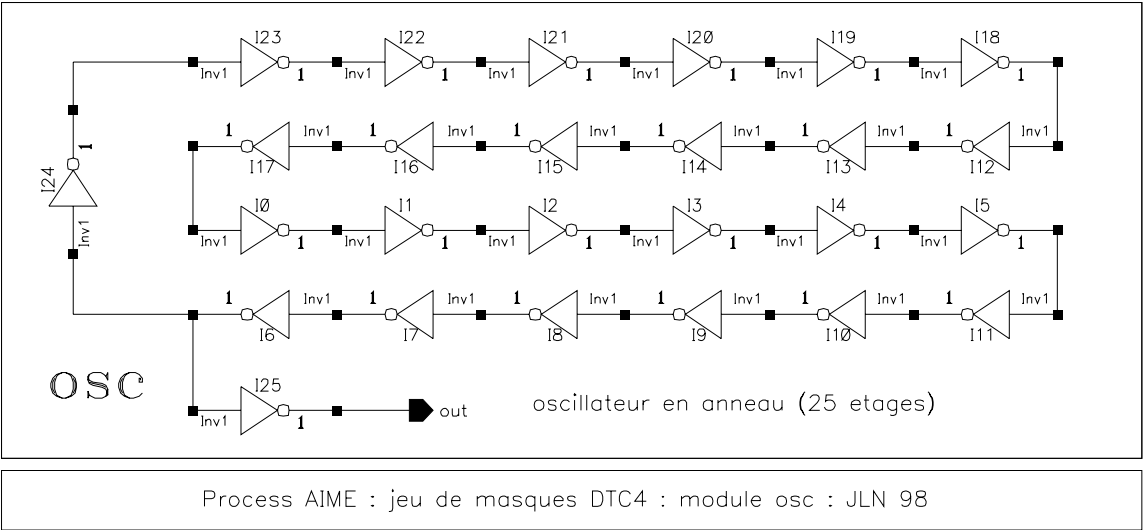 I23 I22 I21 I20 I19 I18
Inv1 1 Inv1 1 Inv1 1 Inv1 1 Inv1 1 Inv1 1
1 Inv1 1 Inv1 1 Inv1 1 Inv1 1 Inv1 1 Inv1
I17 I16 I15 I14 I13 I12
1
I24
Inv1
I0 I1 I2 I3 I4 I5
Inv1 1 Inv1 1 Inv1 1 Inv1 1 Inv1 1 Inv1 1
1 Inv1 1 Inv1 1 Inv1 1 Inv1 1 Inv1 1 Inv1
I6 I7 I8 I9 I10 I11
OSC
I25
Inv1 1 out
oscillateur en anneau (25 etages)
Process AIME : jeu de masques DTC4 : module osc : JLN 98